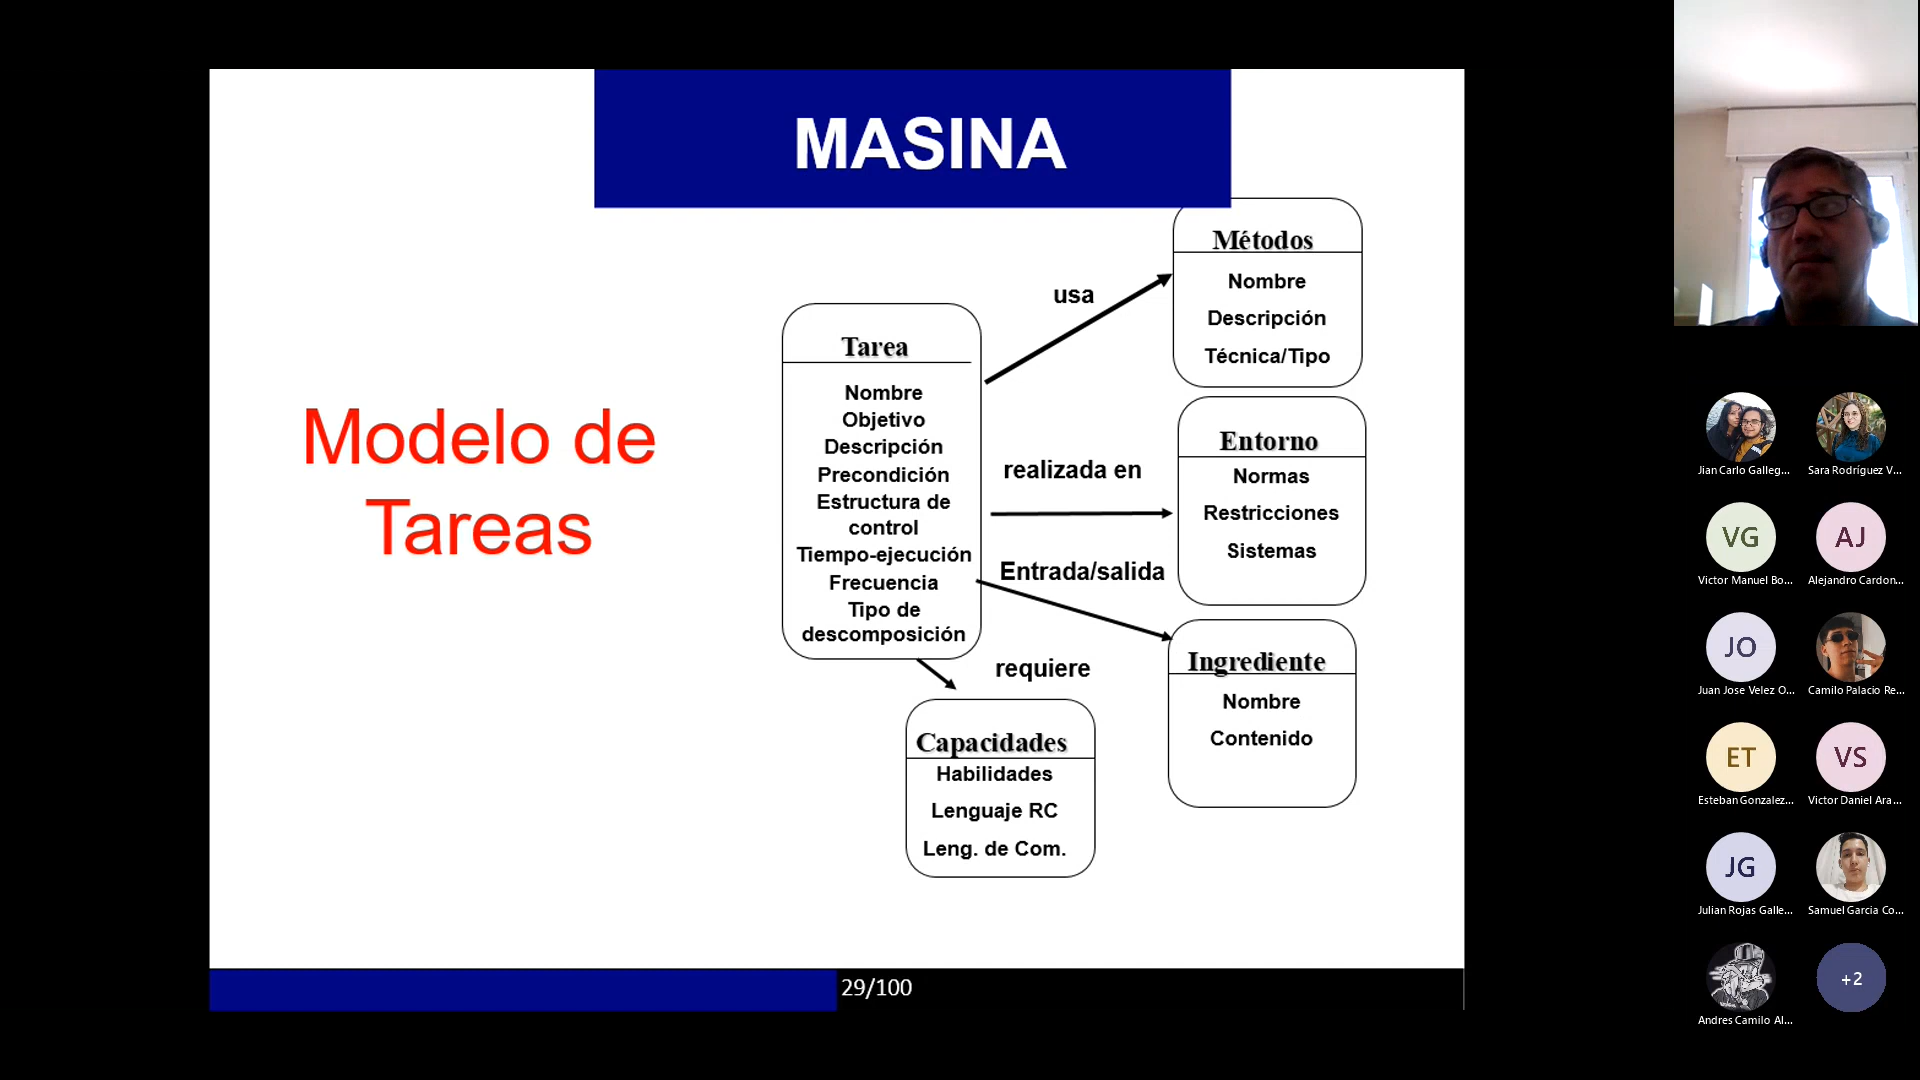 MASINA
Modelo de
Tareas
Métodos
Nombre
Descripción
Técnica/Tipo
usa
Tarea
Nombre
Objetivo
Descripción
Precondición
Estructura de
control
Tiempo-ejecución
Frecuencia
Tipo de
descomposición
realizada en
Entorno
Normas
Restricciones
Sistemas
Entrada/salida
Ingrediente
Nombre
Contenido
requiere
Capacidades
Habilidades
Lenguaje RC
Leng. de Com.
29/100
Jian Carlo Galleg...
Sara Rodríguez V...
VG
Victor Manuel Bo...
AJ
Alejandro Cardon...
JO
Juan Jose Velez O...
Camilo Palacio Re...
ET
Esteban Gonzalez...
VS
Victor Daniel Ara...
JG
Julian Rojas Galle...
Samuel García Co...
Andres Camilo Al...
+2